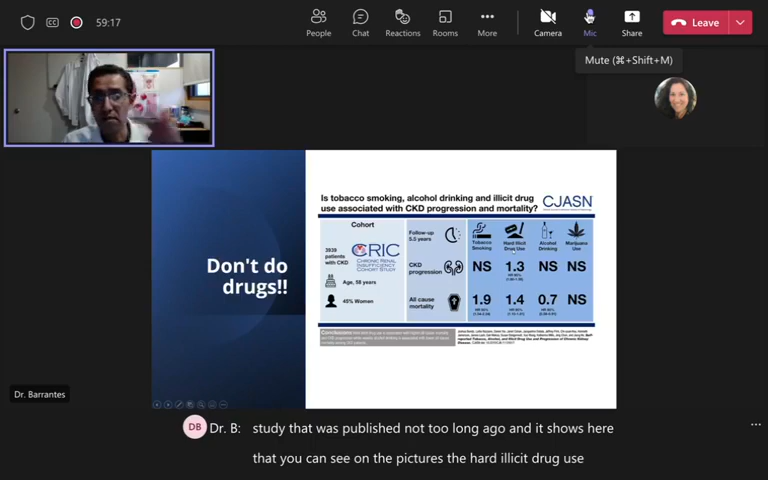 CC 59:17
People Chat Reactions Rooms More Camera Mic Share Leave
Mute (⌘+Shift+M)
Don't do
drugs!!
Is tobacco smoking, alcohol drinking and illicit drug
use associated with CKD progression and mortality?
CJASN
Cohort
3939
patients
with CKD
CRIC
CHRONIC RENAL
INSUFFICIENCY
COHORT STUDY
Age, 58 years
45% Women
Follow-up
5.5 years
Tobacco
Smoking
Hard Illicit
Drug Use
Alcohol
Drinking
Marijuana
Use
CKD
progression
NS 1.3 NS NS
All cause
mortality
1.9 1.4 0.7 NS
Conclusions
Dr. Barrantes
DB Dr. B: study that was published not too long ago and it shows here
that you can see on the pictures the hard illicit drug use